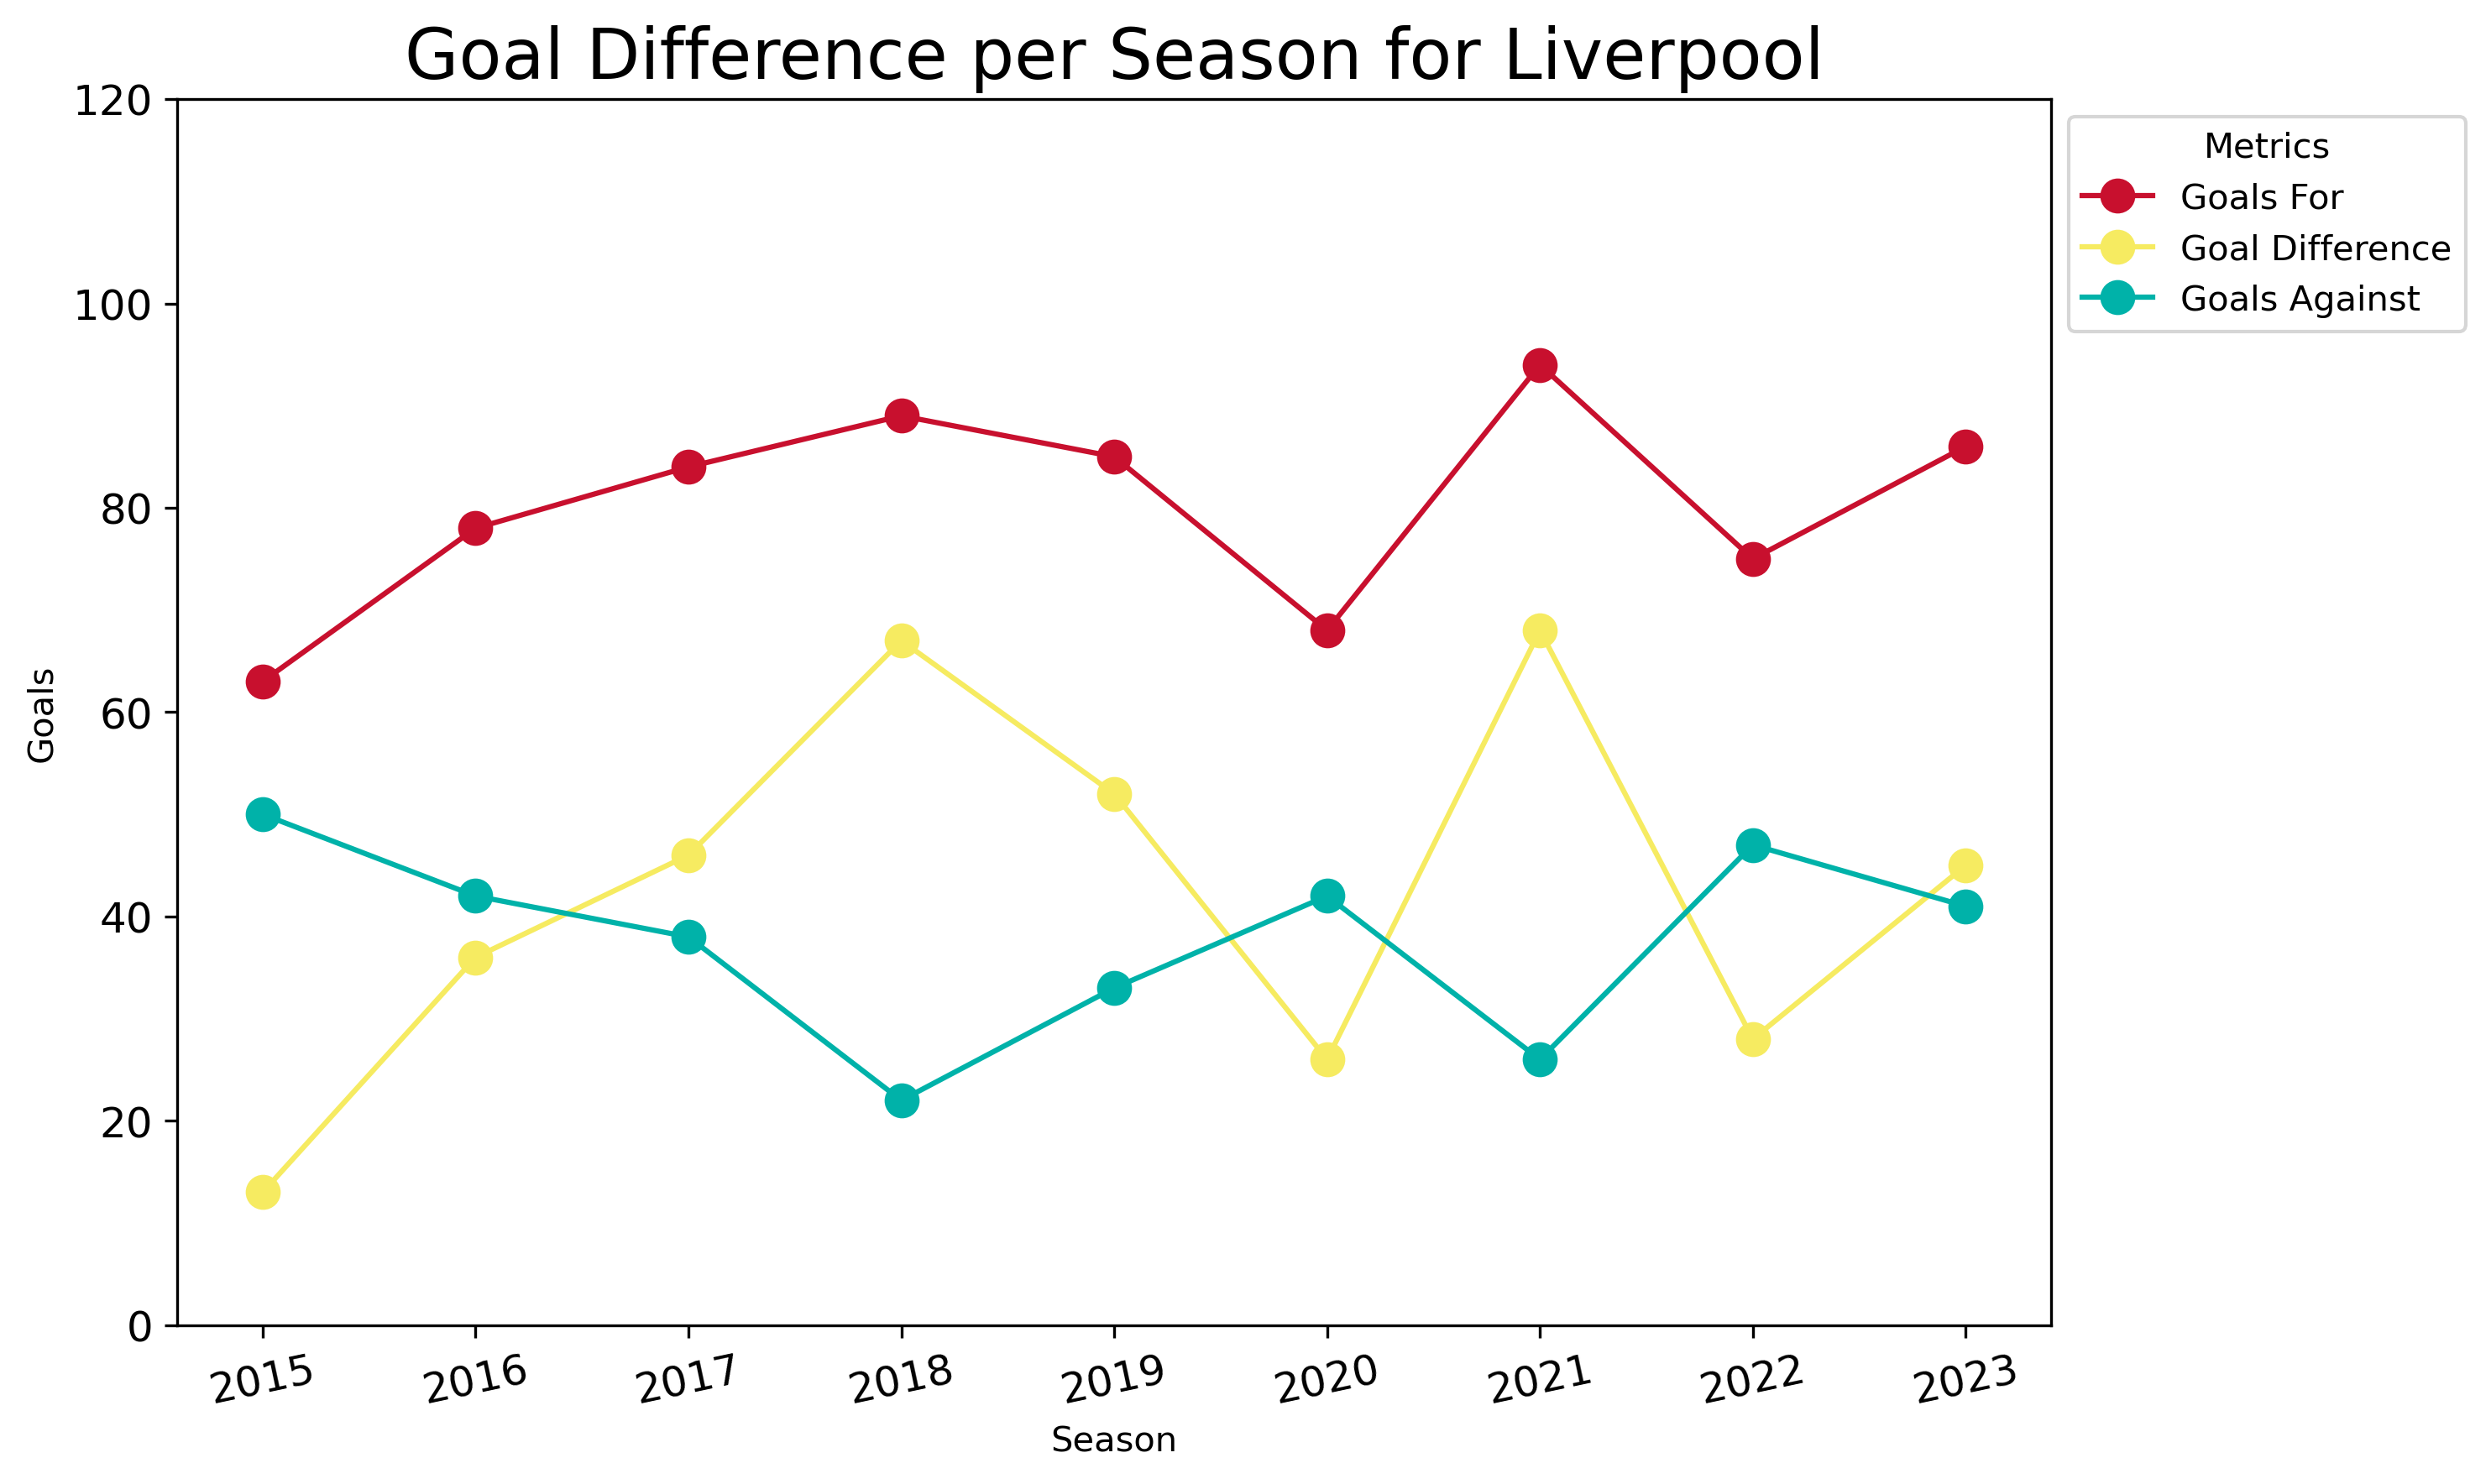 Goal Difference per Season for Liverpool
120
100
80
60
40
20
0
Goals
2015 2016 2017 2018 2019 2020 2021 2022 2023
Season
Metrics
Goals For
Goal Difference
Goals Against